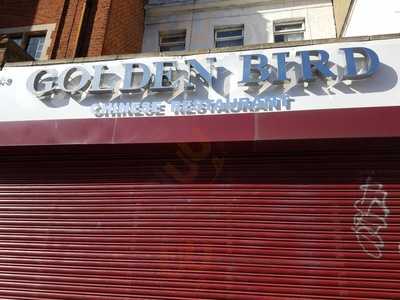 GOLDEN BIRD
CHINESE RESTAURANT